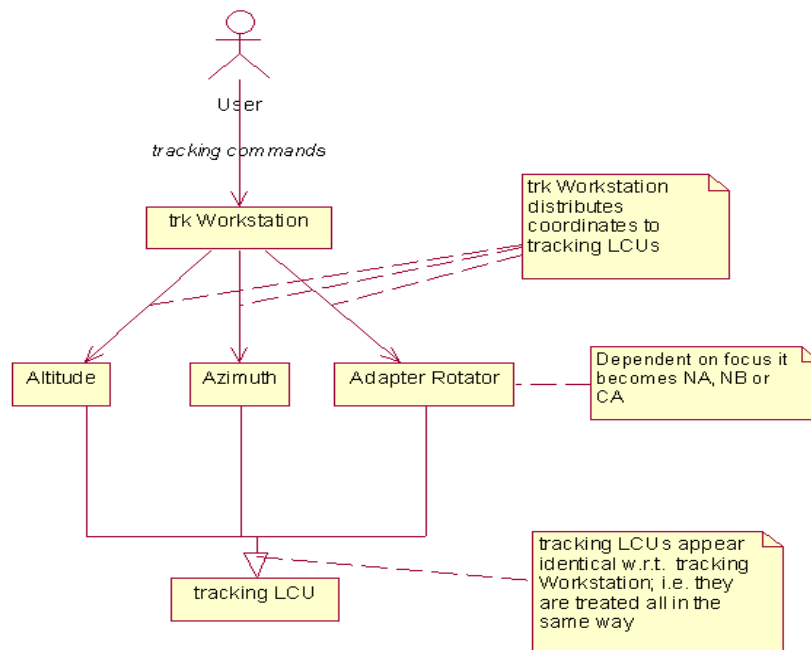 User
tracking commands
trk Workstation
trk Workstation
distributes
coordinates to
tracking LCUs
Altitude
Azimuth
Adapter Rotator
Dependent on focus it
becomes NA, NB or
CA
tracking LCUs appear
identical w.r.t. tracking
Workstation; i.e. they
are treated all in the
same way
tracking LCU